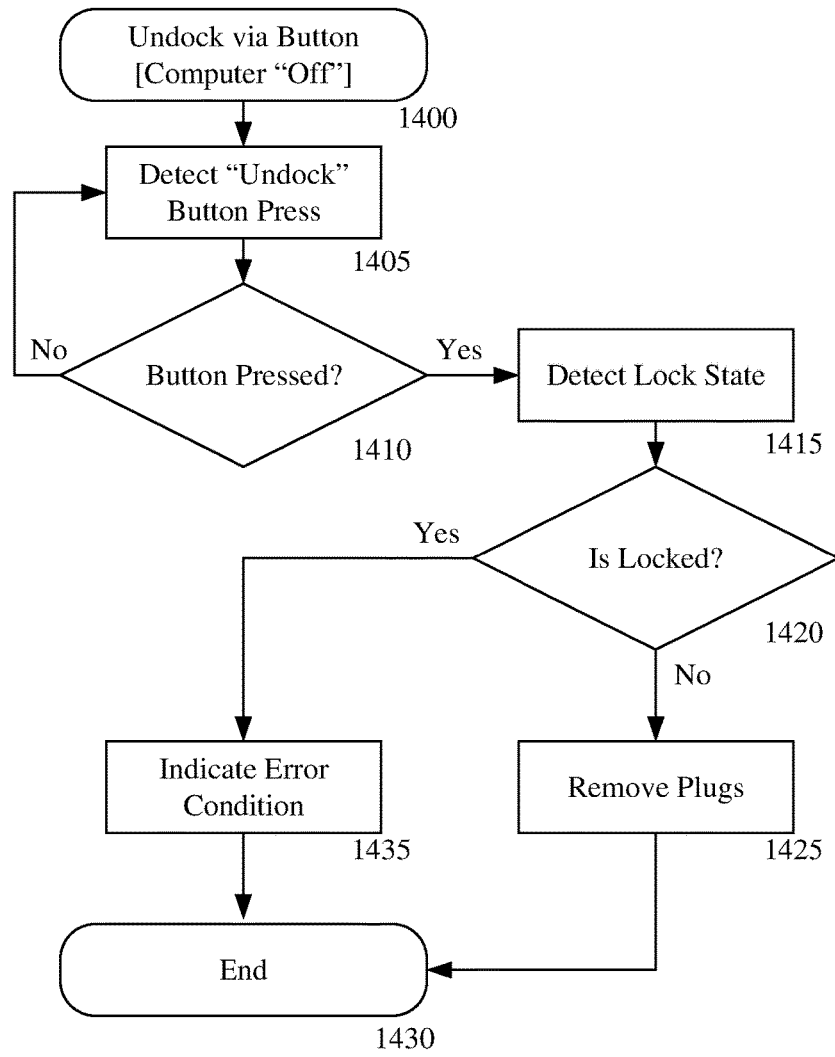 Undock via Button
[Computer “Off”]
1400
Detect “Undock”
Button Press
1405
No
Button Pressed?
Yes
1410
Detect Lock State
1415
Yes
Is Locked?
1420
No
Indicate Error
Condition
1435
Remove Plugs
1425
End
1430